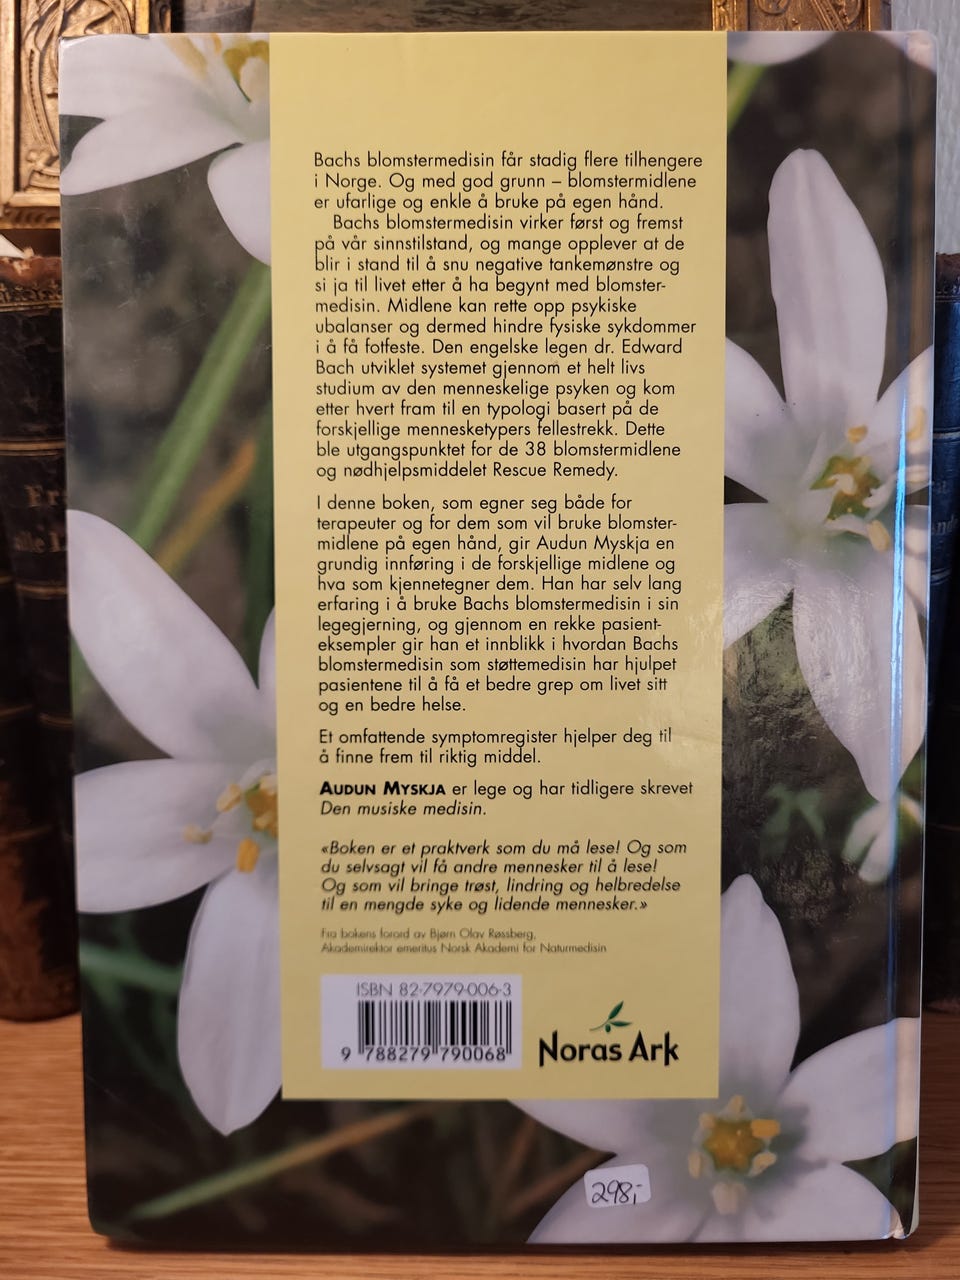 Bachs blomstermedisin får stadig flere tilhengere
i Norge. Og med god grunn – blomstermidlene
er ufarlige og enkle å bruke på egen hånd.
Bachs blomstermedisin virker først og fremst
på vår sinnstilstand, og mange opplever at de
blir i stand til å snu negative tankemønstre og
si ja til livet etter å ha begynt med blomster-
medisin. Midlene kan rette opp psykiske
ubalanser og dermed hindre fysiske sykdommer
i å få fotfeste. Den engelske legen dr. Edward
Bach utviklet systemet gjennom et helt livs
studium av den menneskelige psyken og kom
etter hvert fram til en typologi basert på de
forskjellige mennesketypers fellestrekk. Dette
ble utgangspunktet for de 38 blomstermidlene
og nødhjelpsmiddelet Rescue Remedy.
I denne boken, som egner seg både for
terapeuter og for dem som vil bruke blomster-
midlene på egen hånd, gir Audun Myskja en
grundig innføring i de forskjellige midlene og
hva som kjennetegner dem. Han har selv lang
erfaring i å bruke Bachs blomstermedisin i sin
legegjerning, og gjennom en rekke pasient-
eksempler gir han et innblikk i hvordan Bachs
blomstermedisin som støttemedisin har hjulpet
pasientene til å få et bedre grep om livet sitt
og en bedre helse.
Et omfattende symptomregister hjelper deg til
å finne frem til riktig middel.
AUDUN MYSKJA er lege og har tidligere skrevet
Den musiske medisin.
«Boken er et praktverk som du må lese! Og som
du selvsagt vil få andre mennesker til å lese!
Og som vil bringe trøst, lindring og helbredelse
til en mengde syke og lidende mennesker.»
Fra bokens forord av Bjørn Olav Røssberg,
Akademirektor emeritus Norsk Akademi for Naturmedisin
ISBN 82-7979-006-3
9 788279 790068
Noras Ark
298,-